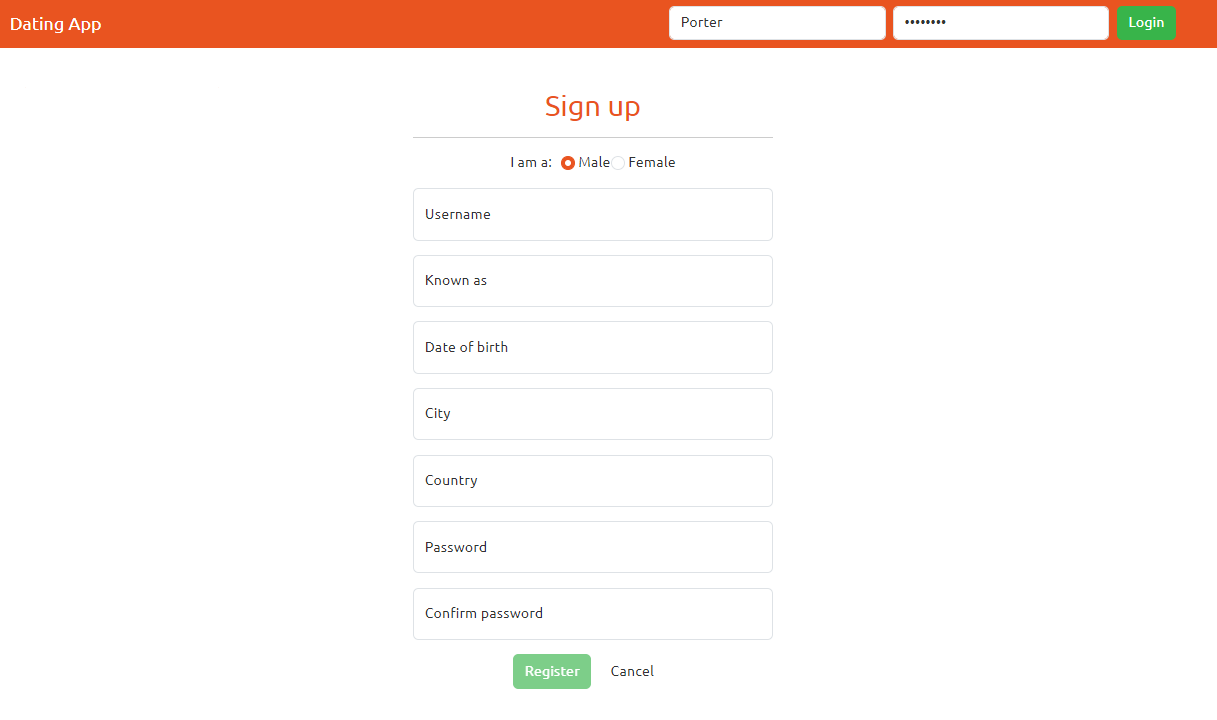 Dating App Porter •••••••• Login
Sign up
I am a: Male Female
Username
Known as
Date of birth
City
Country
Password
Confirm password
Register Cancel